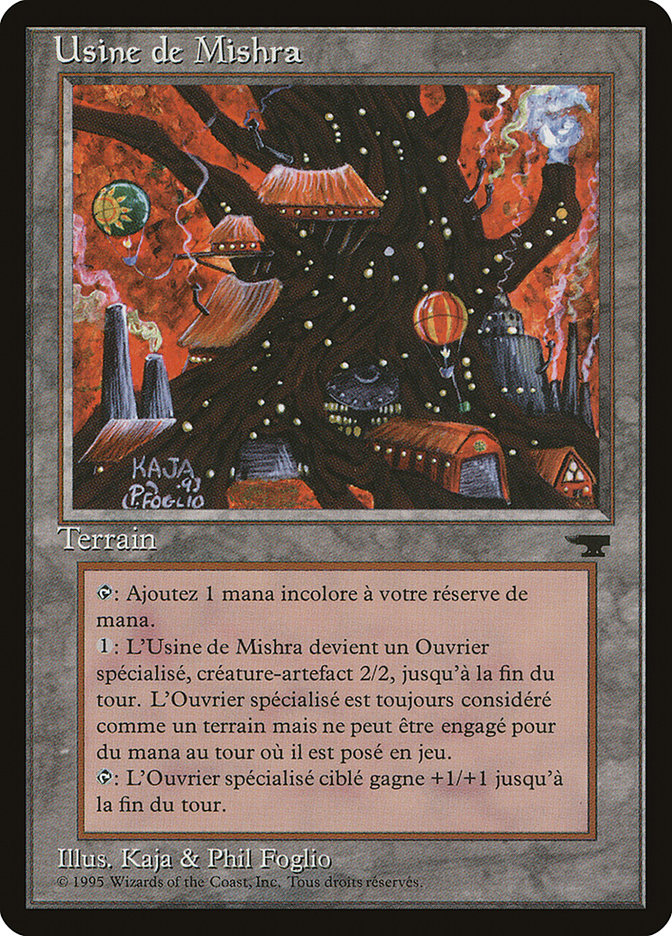 Usine de Mishra
KAJA
P. '93
FOGLIO
Terrain
: Ajoutez 1 mana incolore à votre réserve de
mana.
1: L'Usine de Mishra devient un Ouvrier
spécialisé, créature-artefact 2/2, jusqu'à la fin du
tour. L'Ouvrier spécialisé est toujours considéré
comme un terrain mais ne peut être engagé pour
du mana au tour où il est posé en jeu.
: L'Ouvrier spécialisé ciblé gagne +1/+1 jusqu'à
la fin du tour.
Illus. Kaja & Phil Foglio
© 1995 Wizards of the Coast, Inc. Tous droits réservés.